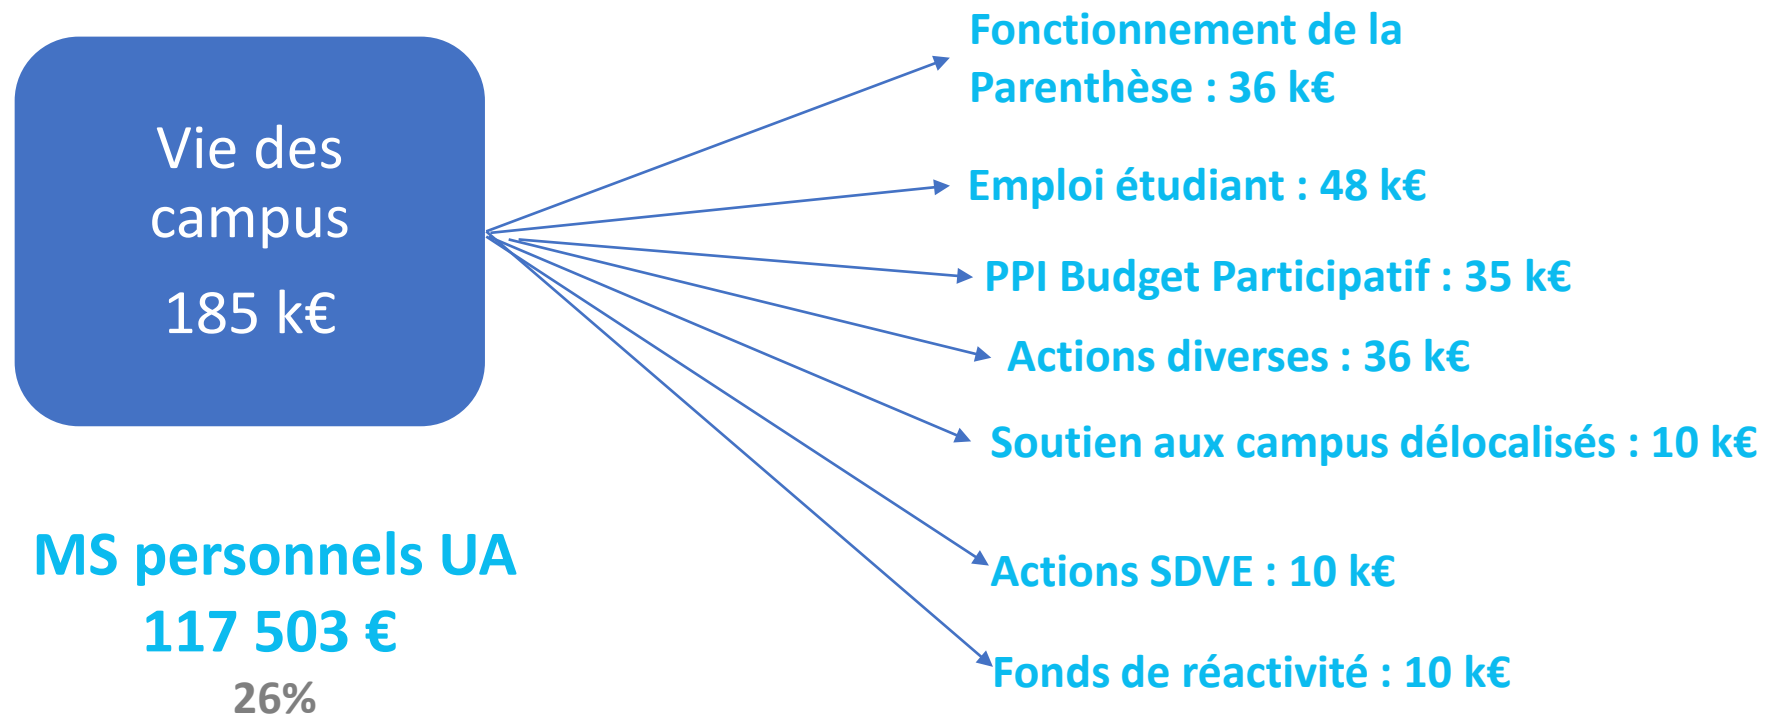 Vie des
campus
185 k€
MS personnels UA
117 503 €
26%
Fonctionnement de la
Parenthèse : 36 k€
Emploi étudiant : 48 k€
PPI Budget Participatif : 35 k€
Actions diverses : 36 k€
Soutien aux campus délocalisés : 10 k€
Actions SDVE : 10 k€
Fonds de réactivité : 10 k€